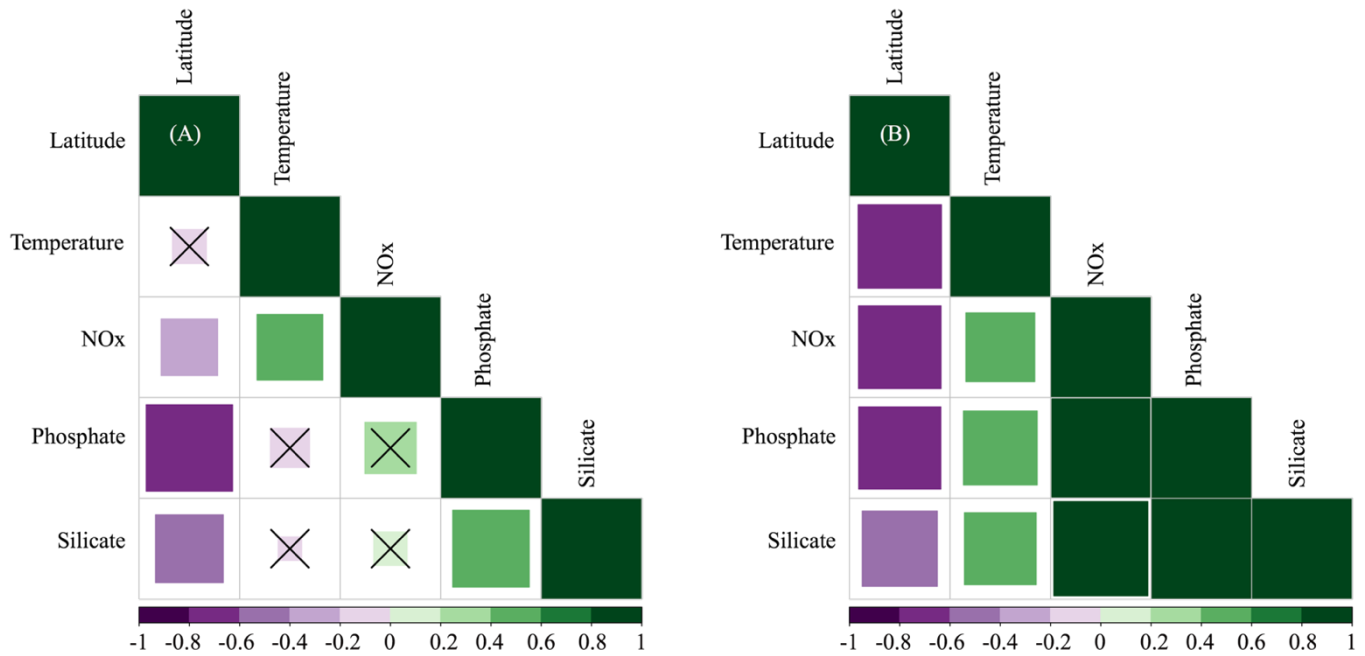 Latitude
Temperature
NOx
Phosphate
Silicate
Latitude
Temperature
NOx
Phosphate
Silicate
(A)
-1 -0.8 -0.6 -0.4 -0.2 0 0.2 0.4 0.6 0.8 1
Latitude
Temperature
NOx
Phosphate
Silicate
Latitude
Temperature
NOx
Phosphate
Silicate
(B)
-1 -0.8 -0.6 -0.4 -0.2 0 0.2 0.4 0.6 0.8 1